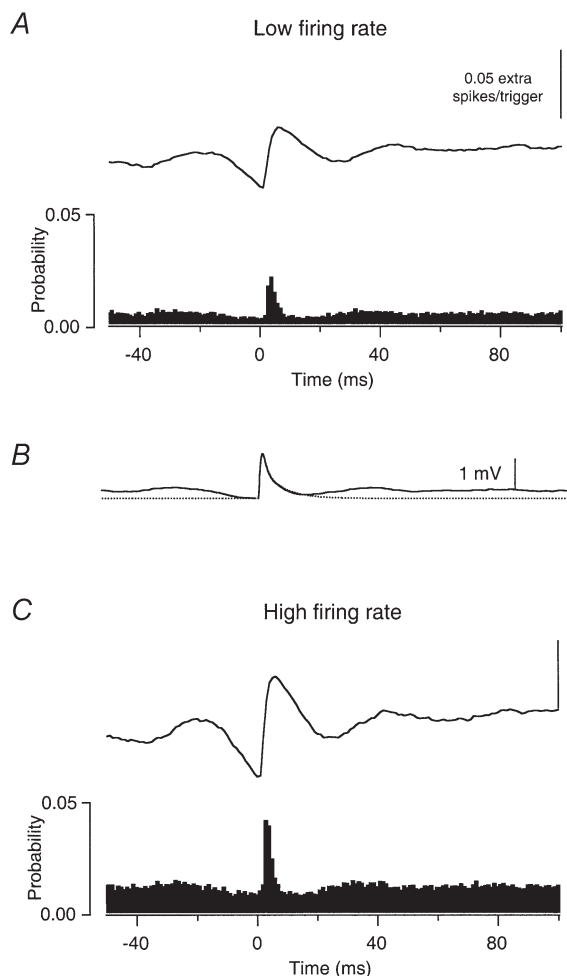 A
Low firing rate
0.05 extra
spikes/trigger
0.05
Probability
0.00
-40 0 40 80
Time (ms)
B
1 mV
C
High firing rate
0.05
Probability
0.00
-40 0 40 80
Time (ms)